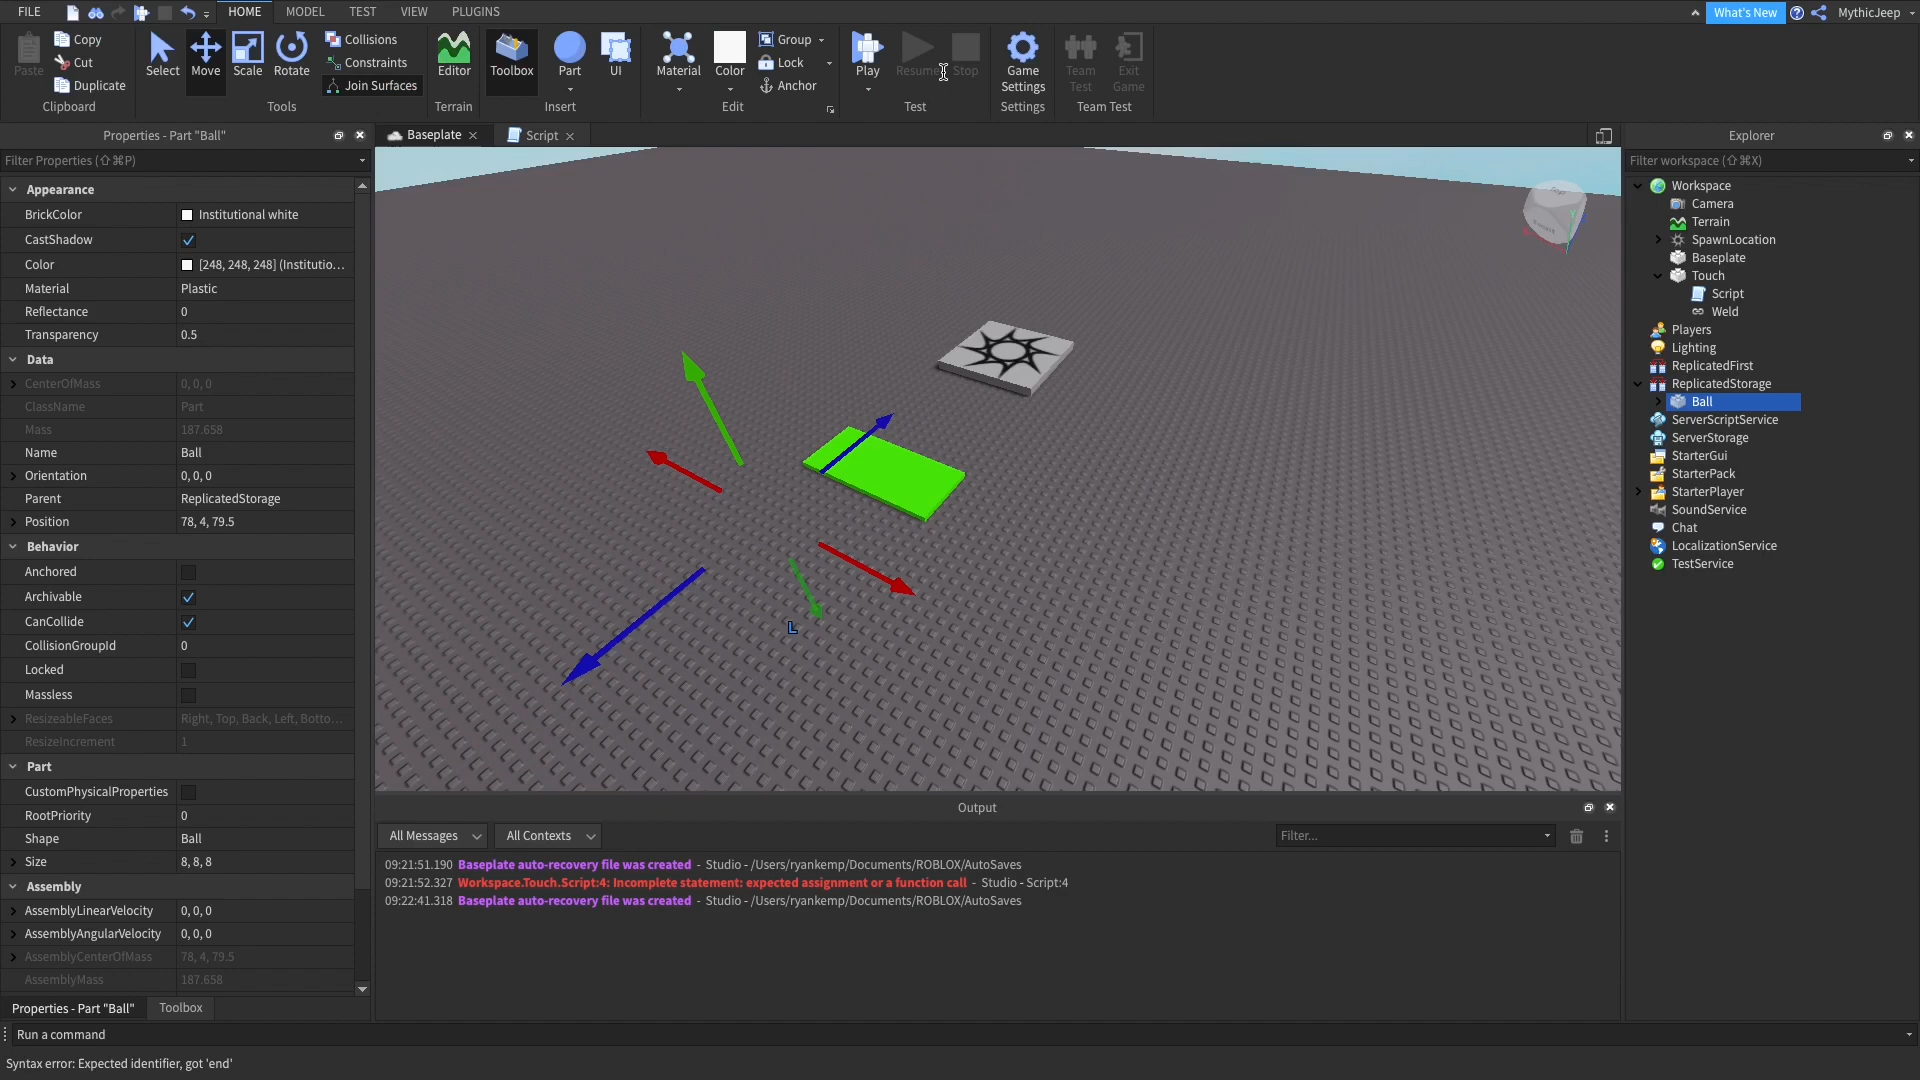 FILE HOME MODEL TEST VIEW PLUGINS What's New MythicJeep
Paste Copy Cut Duplicate Clipboard
Select Move Scale Rotate Collisions Constraints Join Surfaces Tools
Editor Terrain
Toolbox Part UI Insert
Material Color Group Lock Anchor Edit
Play Resume Stop Test
Game Settings Settings
Team Test Exit Game Team Test
Properties - Part "Ball"
Filter Properties (⇧⌘P)
Appearance
BrickColor Institutional white
CastShadow
Color [248, 248, 248] (Institutio...
Material Plastic
Reflectance 0
Transparency 0.5
Data
CenterOfMass 0, 0, 0
ClassName Part
Mass 187.658
Name Ball
Orientation 0, 0, 0
Parent ReplicatedStorage
Position 78, 4, 79.5
Behavior
Anchored
Archivable
CanCollide
CollisionGroupId 0
Locked
Massless
ResizeableFaces Right, Top, Back, Left, Botto...
ResizeIncrement 1
Part
CustomPhysicalProperties
RootPriority 0
Shape Ball
Size 8, 8, 8
Assembly
AssemblyLinearVelocity 0, 0, 0
AssemblyAngularVelocity 0, 0, 0
AssemblyCenterOfMass 78, 4, 79.5
AssemblyMass 187.658
Properties - Part "Ball" Toolbox
Baseplate Script
L
Output
All Messages All Contexts Filter...
09:21:51.190 Baseplate auto-recovery file was created - Studio - /Users/ryankemp/Documents/ROBLOX/AutoSaves
09:21:52.327 Workspace.Touch.Script:4: Incomplete statement: expected assignment or a function call - Studio - Script:4
09:22:41.318 Baseplate auto-recovery file was created - Studio - /Users/ryankemp/Documents/ROBLOX/AutoSaves
Explorer
Filter workspace (⇧⌘X)
Workspace
Camera
Terrain
SpawnLocation
Baseplate
Touch
Script
Weld
Players
Lighting
ReplicatedFirst
ReplicatedStorage
Ball
ServerScriptService
ServerStorage
StarterGui
StarterPack
StarterPlayer
SoundService
Chat
LocalizationService
TestService
Run a command
Syntax error: Expected identifier, got 'end'